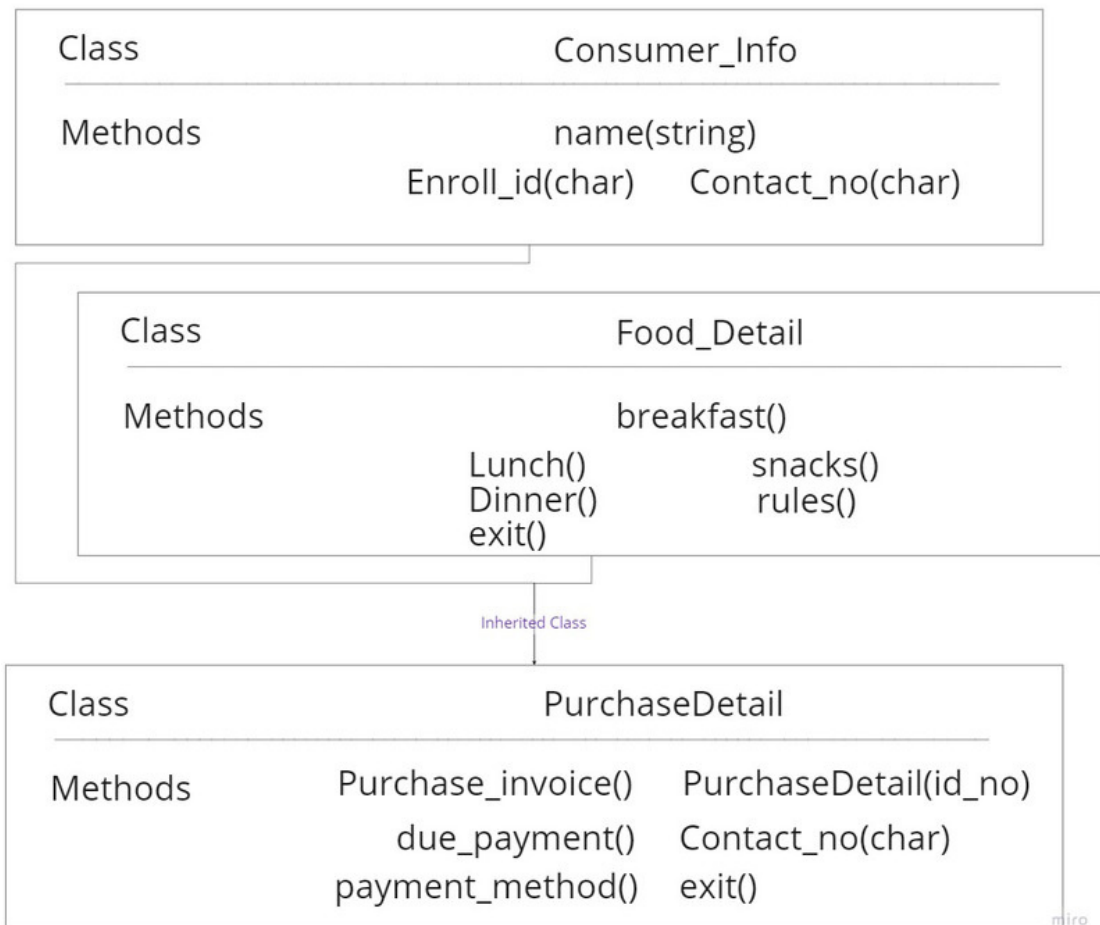 Class Consumer_Info
Methods name(string)
Enroll_id(char) Contact_no(char)
Class Food_Detail
Methods breakfast()
Lunch() snacks()
Dinner() rules()
exit()
Inherited Class
Class PurchaseDetail
Methods Purchase_invoice() PurchaseDetail(id_no)
due_payment() Contact_no(char)
payment_method() exit()
miro